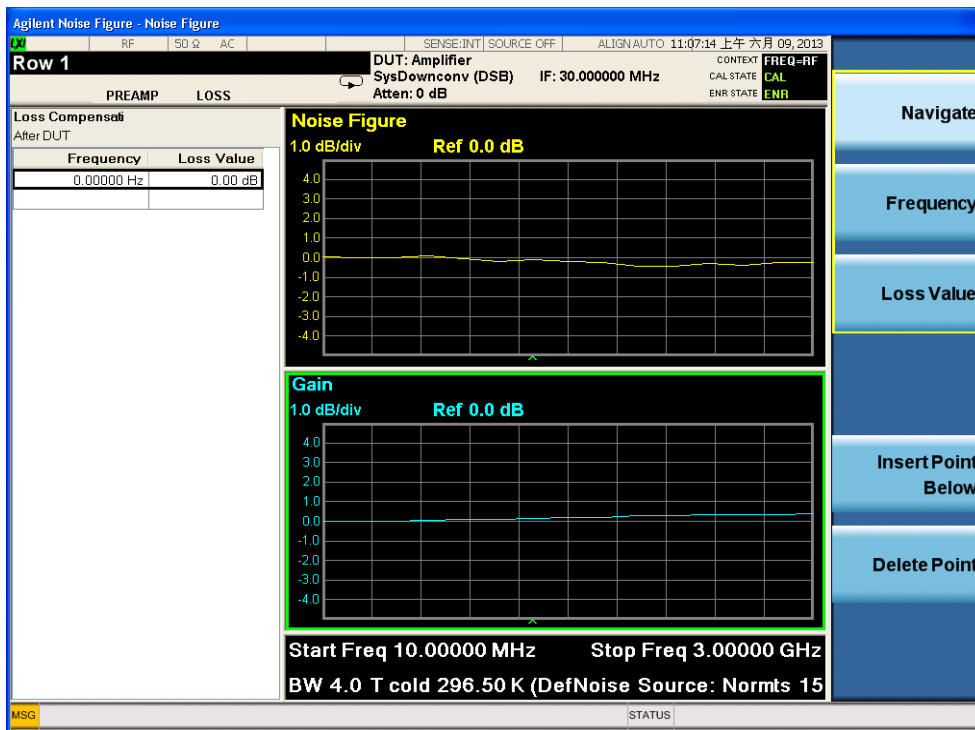 Agilent Noise Figure - Noise Figure
LXI RF 50 Ω AC SENSE:INT SOURCE OFF ALIGNAUTO 11:07:14 上午 六月 09, 2013
Row 1
PREAMP LOSS
DUT: Amplifier
SysDownconv (DSB) IF: 30.000000 MHz
Atten: 0 dB
CONTEXT FREQ=RF
CAL STATE CAL
ENR STATE ENR
Loss Compensati
After DUT
Frequency Loss Value
0.00000 Hz 0.00 dB
Noise Figure
1.0 dB/div Ref 0.0 dB
4.0
3.0
2.0
1.0
0.0
-1.0
-2.0
-3.0
-4.0
Gain
1.0 dB/div Ref 0.0 dB
4.0
3.0
2.0
1.0
0.0
-1.0
-2.0
-3.0
-4.0
Start Freq 10.00000 MHz Stop Freq 3.00000 GHz
BW 4.0 T cold 296.50 K (DefNoise Source: Normts 15
Navigate
Frequency
Loss Value
Insert Point
Below
Delete Point
MSG STATUS